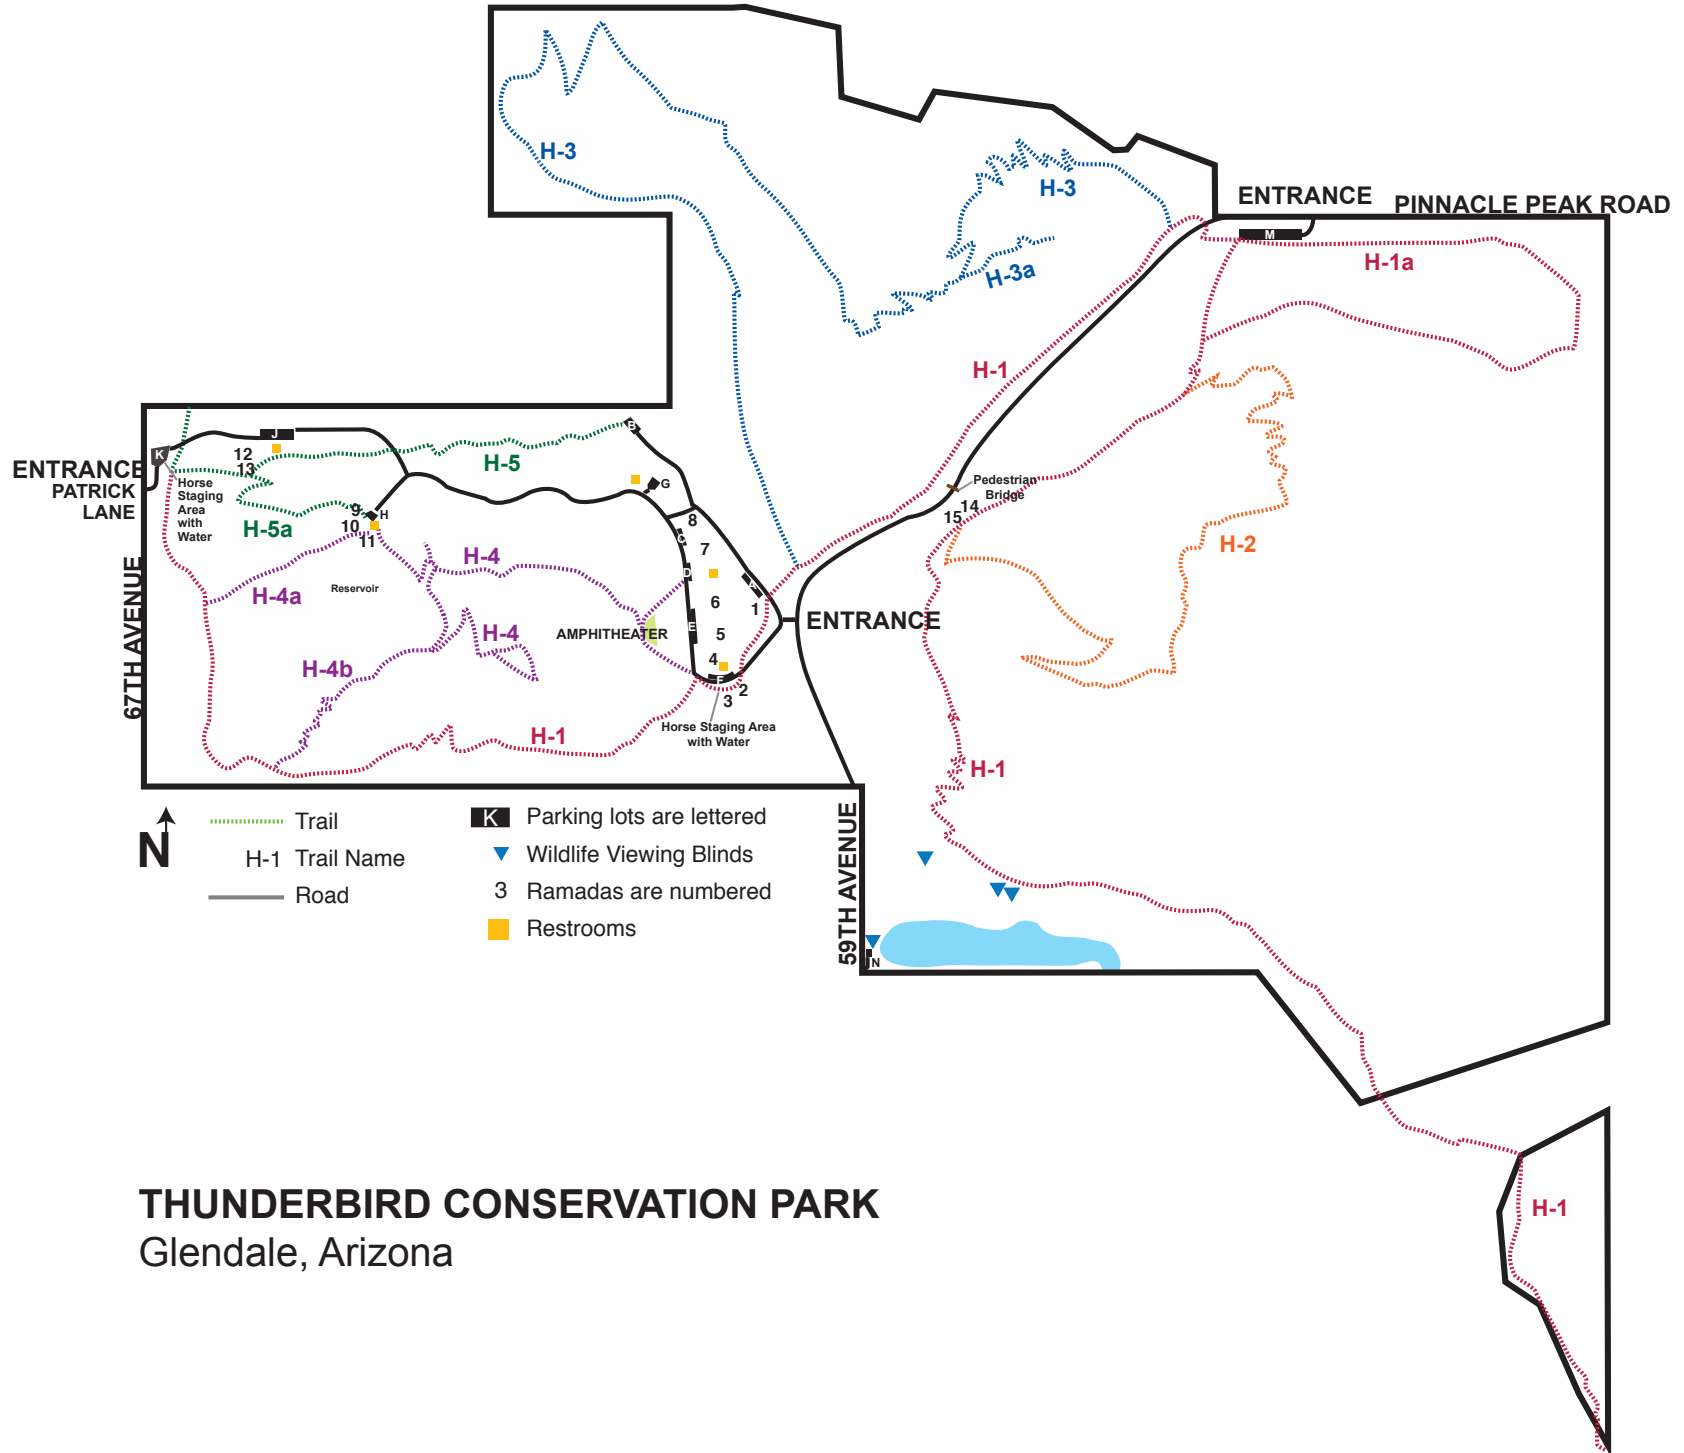 H-3
H-3
ENTRANCE
PINNACLE PEAK ROAD
M
H-1a
H-3a
H-1
B
J
K
12
13
ENTRANCE
PATRICK
LANE
Horse
Staging
Area
with
Water
H-5
G
H-5a
9
H
10
11
8
C
7
D
A
6
1
E
5
4
F
2
3
Pedestrian
Bridge
14
15
H-2
H-4
H-4a
Reservoir
67TH AVENUE
AMPHITHEATER
H-4
ENTRANCE
H-4b
H-1
Horse Staging Area
with Water
H-1
59TH AVENUE
N
N
Trail
H-1 Trail Name
Road
K Parking lots are lettered
Wildlife Viewing Blinds
3 Ramadas are numbered
Restrooms
THUNDERBIRD CONSERVATION PARK
Glendale, Arizona
H-1